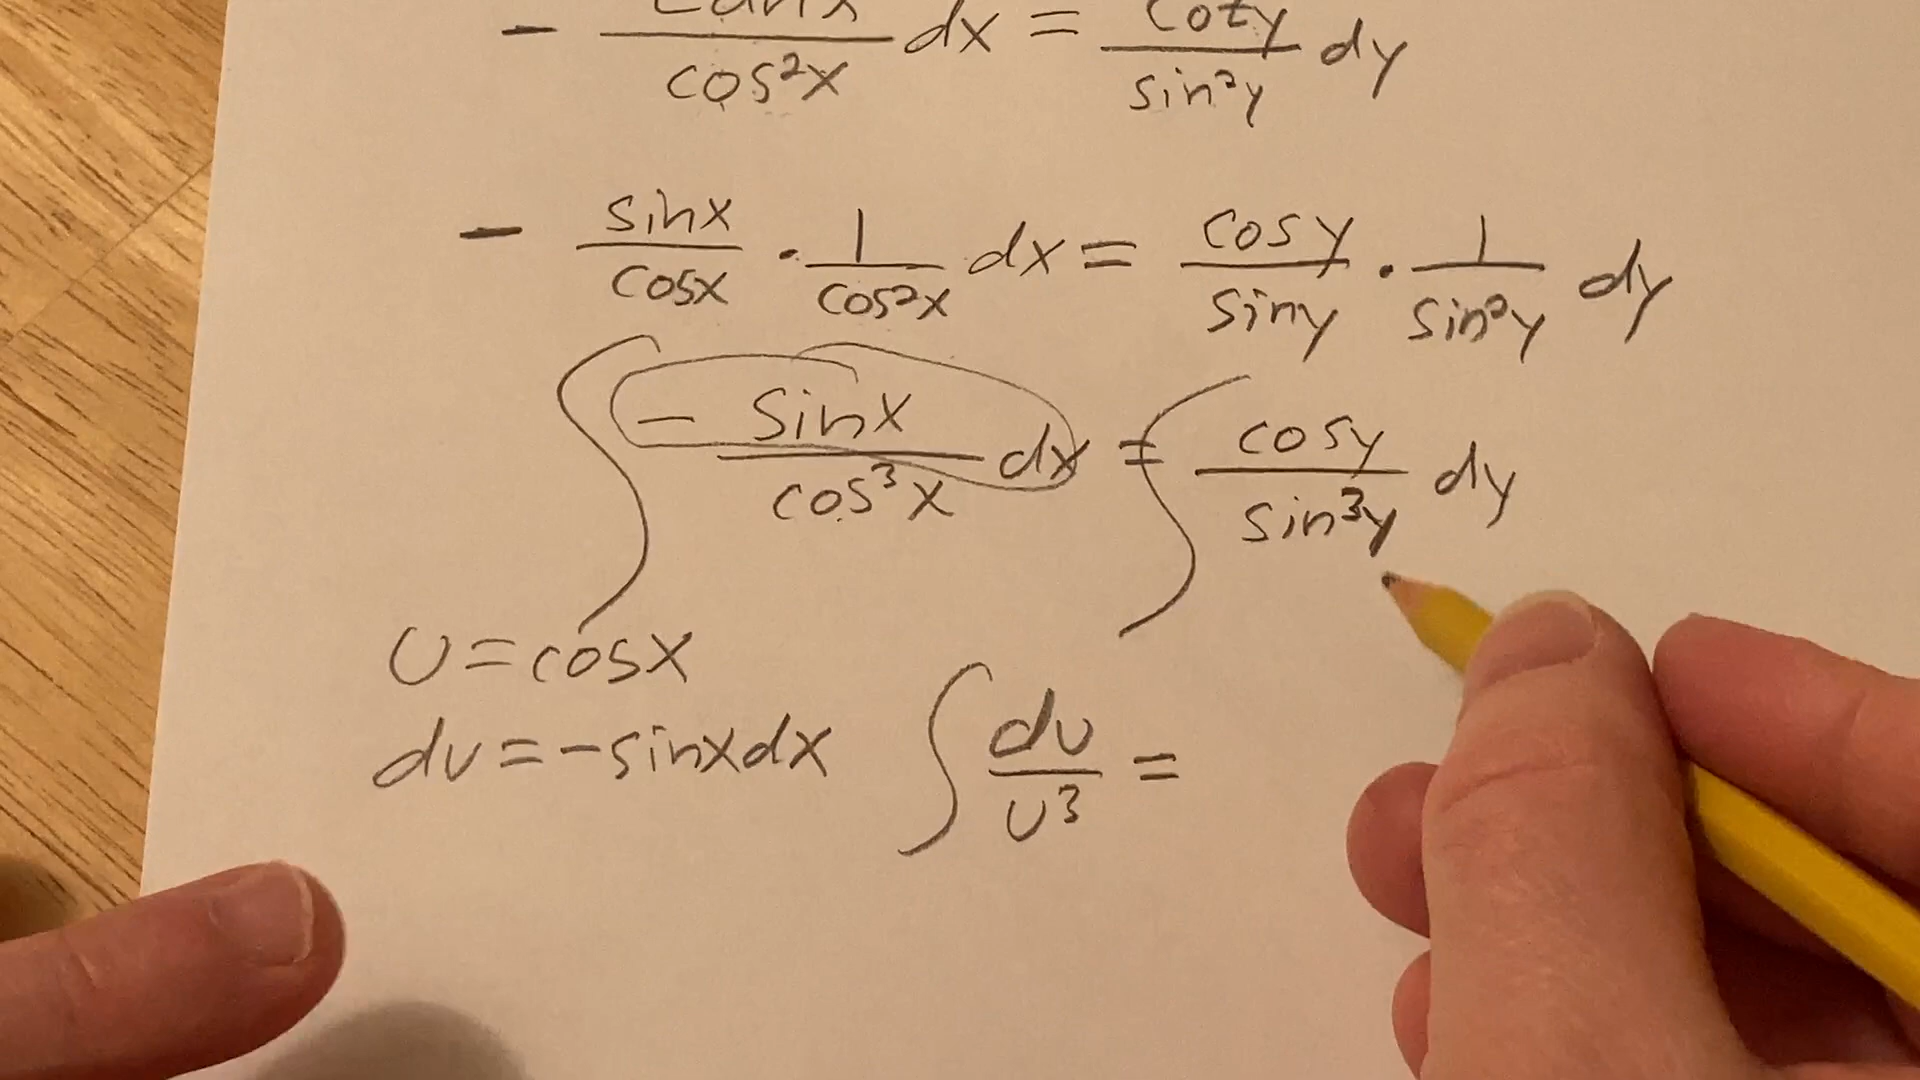 - tanx/cos²x dx = coty/sin²y dy
- sinx/cosx · 1/cos²x dx = cosy/siny · 1/sin²y dy
∫ - sinx/cos³x dx = ∫ cosy/sin³y dy
u = cosx
du = -sinxdx ∫ du/u³ =